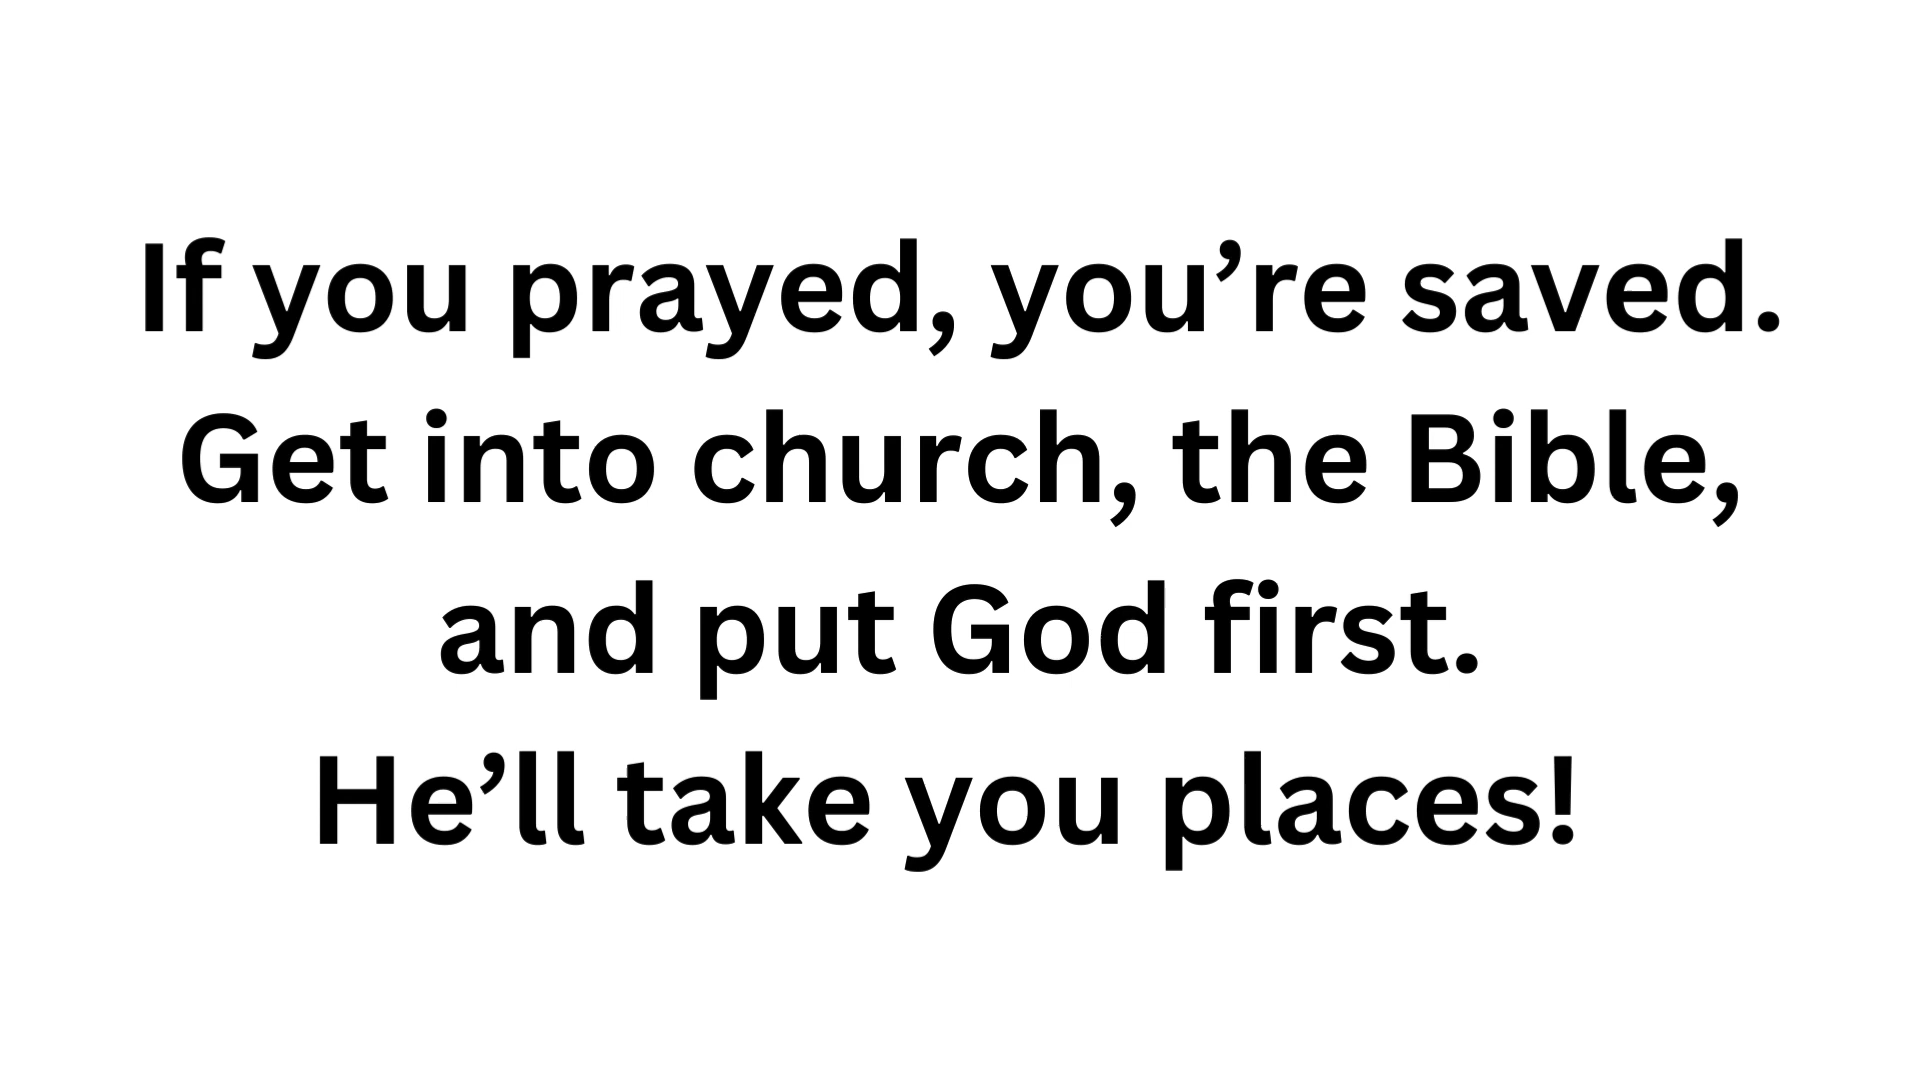 If you prayed, you’re saved.
Get into church, the Bible,
and put God first.
He’ll take you places!